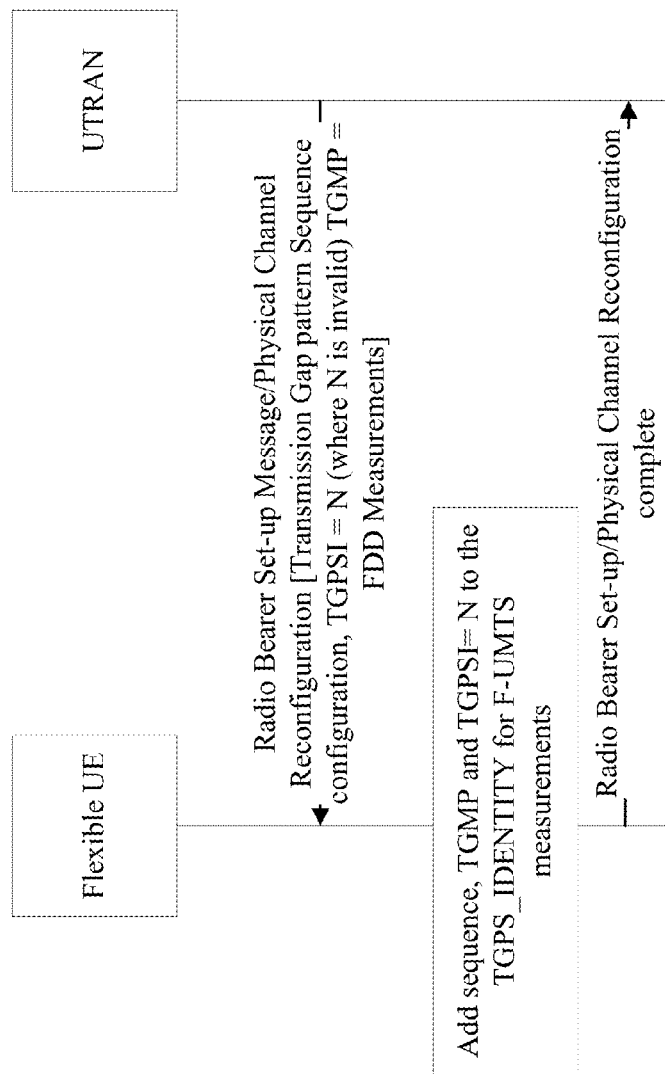 Flexible UE
UTRAN
Radio Bearer Set-up Message/Physical Channel
Reconfiguration [Transmission Gap pattern Sequence
configuration, TGPSI = N (where N is invalid) TGMP =
FDD Measurements]
Add sequence, TGMP and TGPSI= N to the
TGPS_IDENTITY for F-UMTS
measurements
Radio Bearer Set-up/Physical Channel Reconfiguration
complete